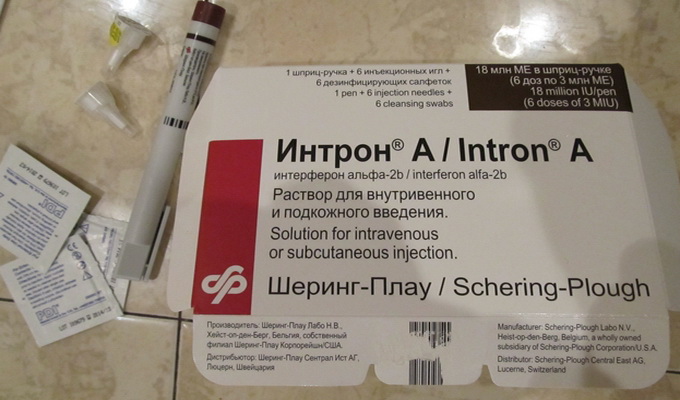 1 шприц-ручка + 6 инъекционных игл +
6 дезинфицирующих салфеток
1 pen + 6 injection needles +
6 cleansing swabs
18 млн МЕ в шприц-ручке
(6 доз по 3 млн МЕ)
18 million IU/pen
(6 doses of 3 MIU)
Интрон® А / Intron® A
интерферон альфа-2b / interferon alfa-2b
Раствор для внутривенного
и подкожного введения.
Solution for intravenous
or subcutaneous injection.
Шеринг-Плау / Schering-Plough
Производитель: Шеринг-Плау Лабо Н.В.,
Хейст-оп-ден-Берг, Бельгия, собственный
филиал Шеринг-Плау Корпорейшн/США.
Дистрибьютор: Шеринг-Плау Сентрал Ист АГ,
Люцерн, Швейцария
Manufacturer: Schering-Plough Labo N.V.,
Heist-op-den-Berg, Belgium, a wholly owned
subsidiary of Schering-Plough Corporation/U.S.A.
Distributor: Schering-Plough Central East AG,
Lucerne, Switzerland